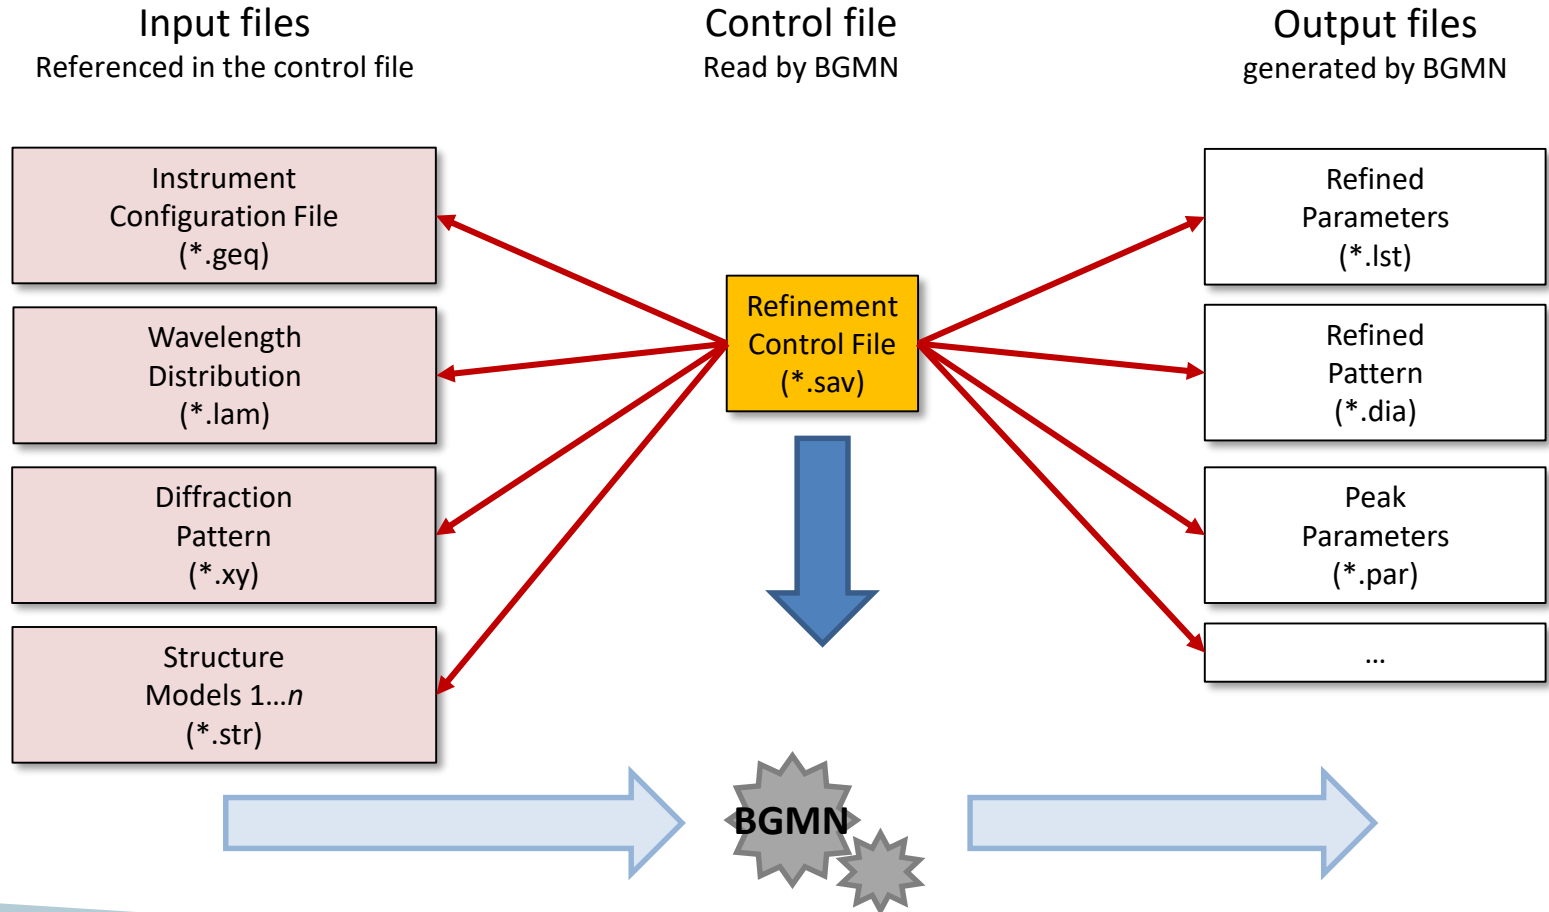 Input files
Referenced in the control file
Control file
Read by BGMN
Output files
generated by BGMN
Instrument
Configuration File
(*.geq)
Wavelength
Distribution
(*.lam)
Diffraction
Pattern
(*.xy)
Structure
Models 1...n
(*.str)
Refinement
Control File
(*.sav)
Refined
Parameters
(*.lst)
Refined
Pattern
(*.dia)
Peak
Parameters
(*.par)
...
BGMN